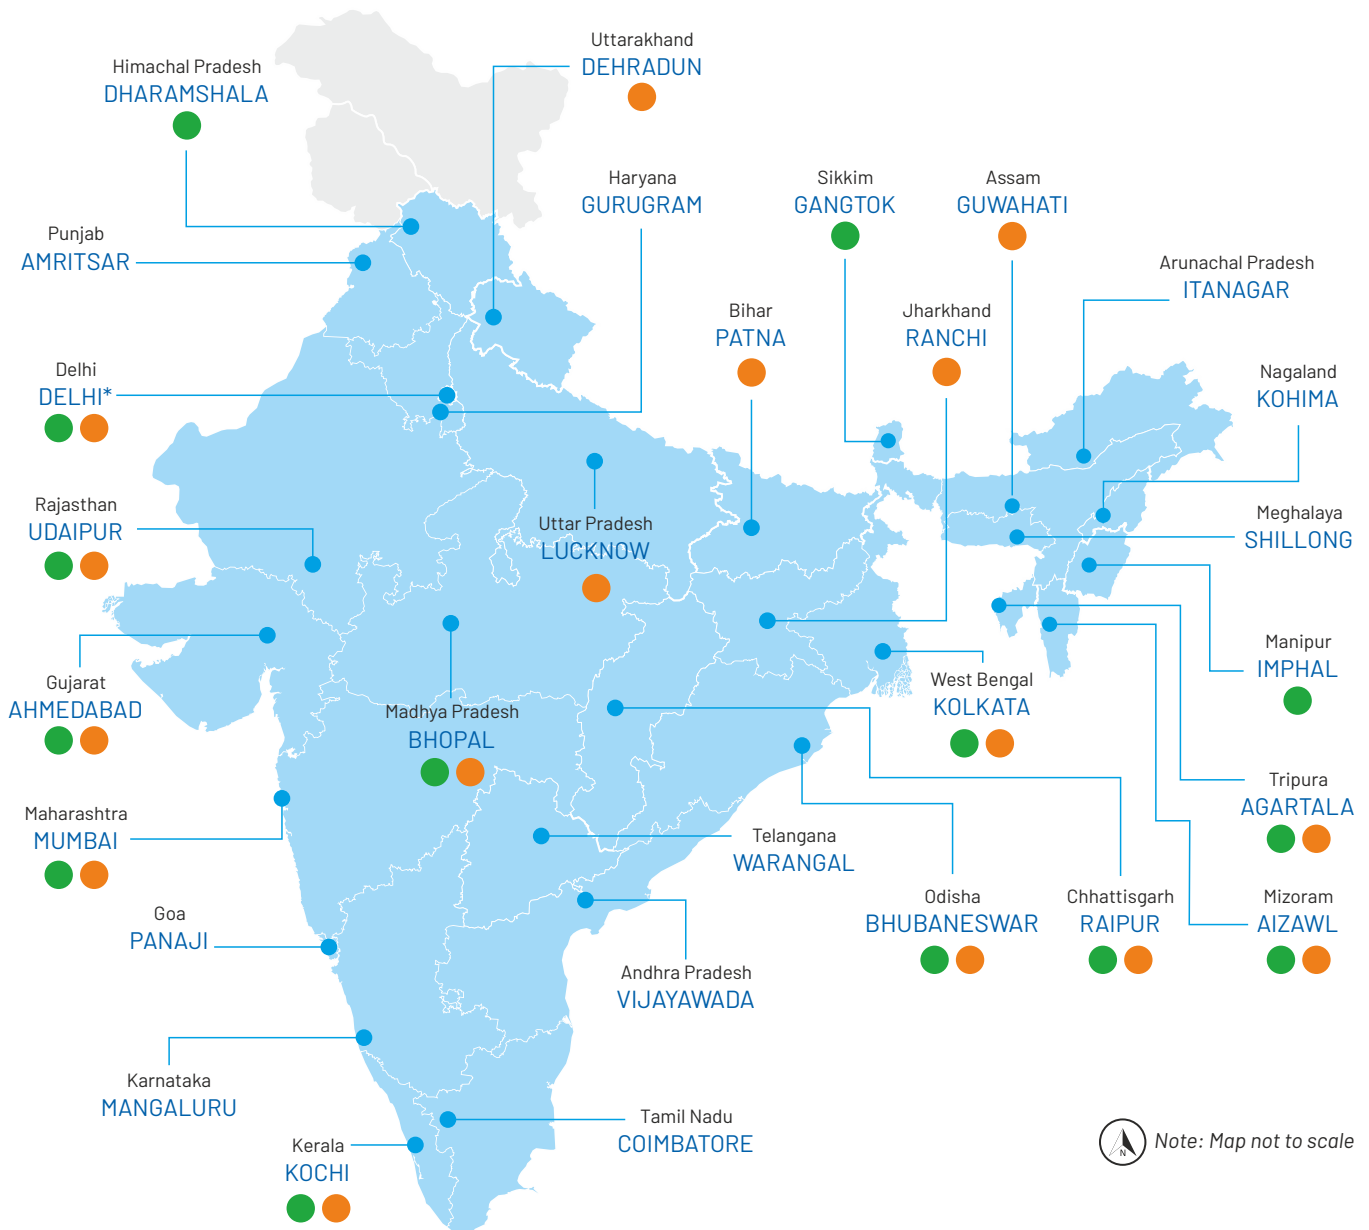 Uttarakhand
DEHRADUN
Himachal Pradesh
DHARAMSHALA
Haryana
GURUGRAM
Sikkim
GANGTOK
Assam
GUWAHATI
Punjab
AMRITSAR
Arunachal Pradesh
ITANAGAR
Bihar
PATNA
Jharkhand
RANCHI
Delhi
DELHI*
Nagaland
KOHIMA
Rajasthan
UDAIPUR
Uttar Pradesh
LUCKNOW
Meghalaya
SHILLONG
Manipur
IMPHAL
Gujarat
AHMEDABAD
Madhya Pradesh
BHOPAL
West Bengal
KOLKATA
Tripura
AGARTALA
Maharashtra
MUMBAI
Telangana
WARANGAL
Odisha
BHUBANESWAR
Chhattisgarh
RAIPUR
Mizoram
AIZAWL
Goa
PANAJI
Andhra Pradesh
VIJAYAWADA
Karnataka
MANGALURU
Tamil Nadu
COIMBATORE
Kerala
KOCHI
N
Note: Map not to scale